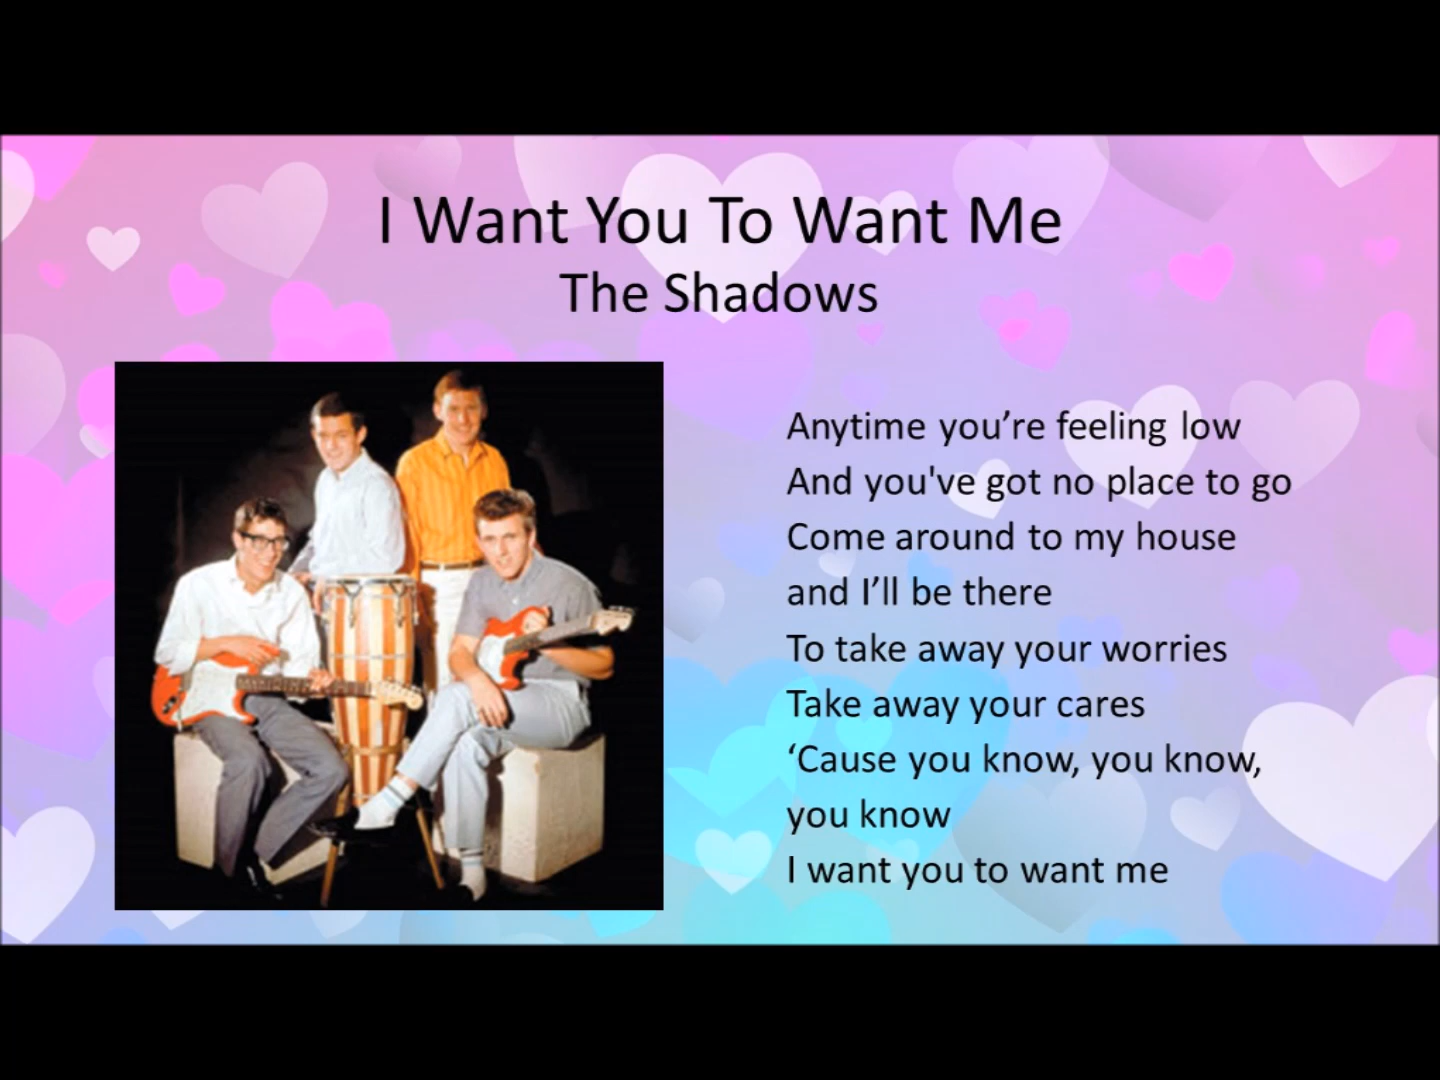 I Want You To Want Me
The Shadows
Anytime you’re feeling low
And you've got no place to go
Come around to my house
and I’ll be there
To take away your worries
Take away your cares
‘Cause you know, you know,
you know
I want you to want me